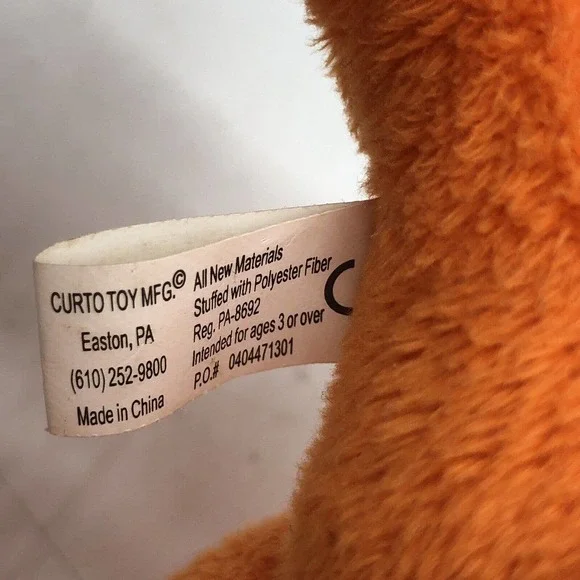 CURTO TOY MFG.©
Easton, PA
(610) 252-9800
Made in China
All New Materials
Stuffed with Polyester Fiber
Reg. PA-8692
Intended for ages 3 or over
P.O.# 0404471301